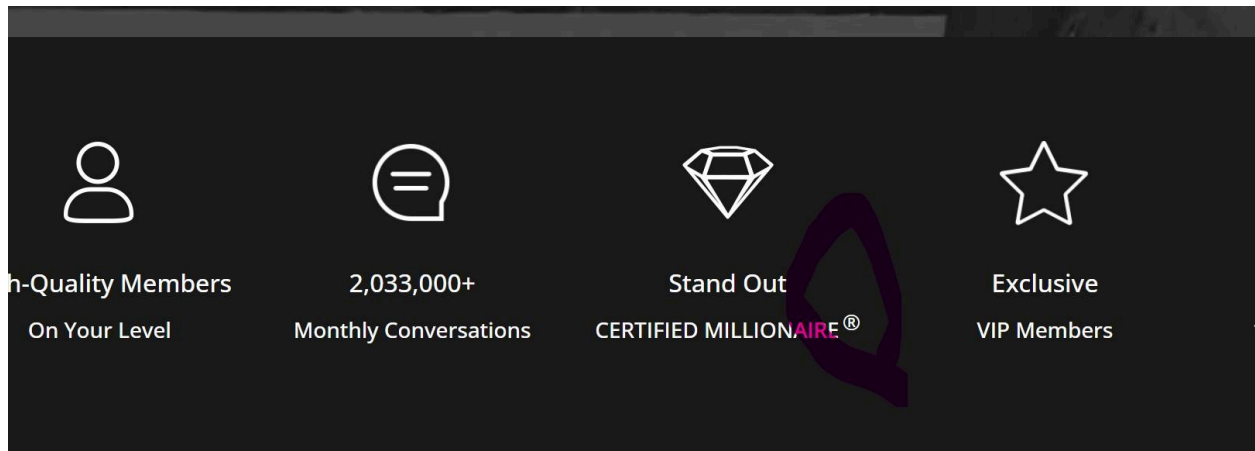 h-Quality Members
On Your Level
2,033,000+
Monthly Conversations
Stand Out
CERTIFIED MILLIONAIRE®
Exclusive
VIP Members